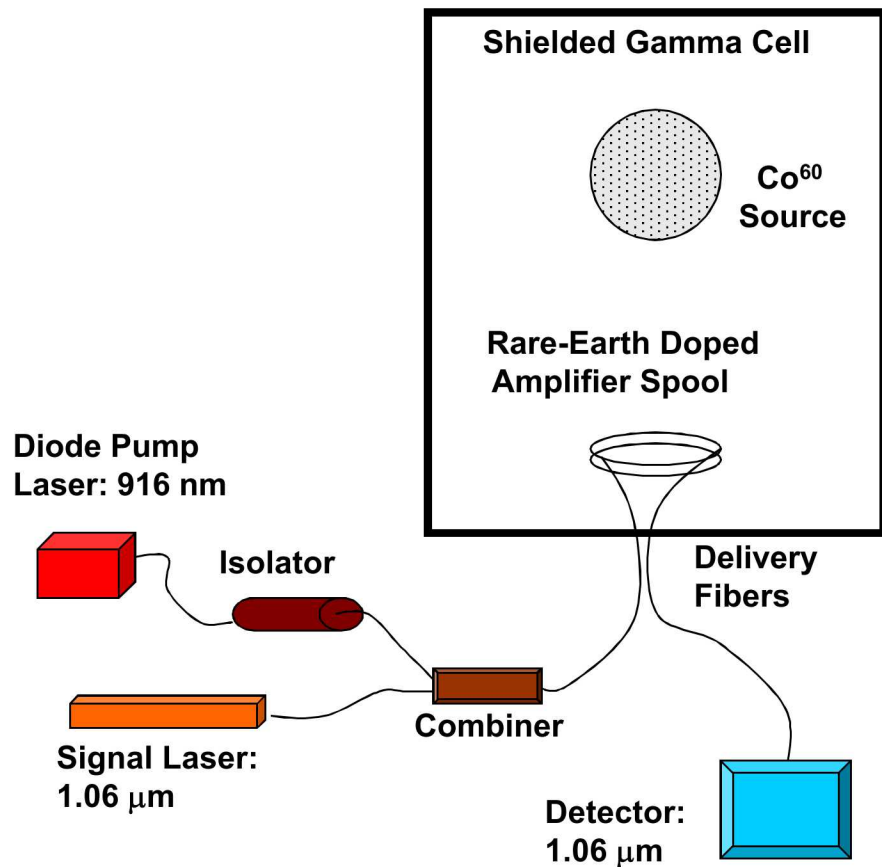 Shielded Gamma Cell
Co⁶⁰
Source
Rare-Earth Doped
Amplifier Spool
Diode Pump
Laser: 916 nm
Isolator
Delivery
Fibers
Combiner
Signal Laser:
1.06 μm
Detector:
1.06 μm